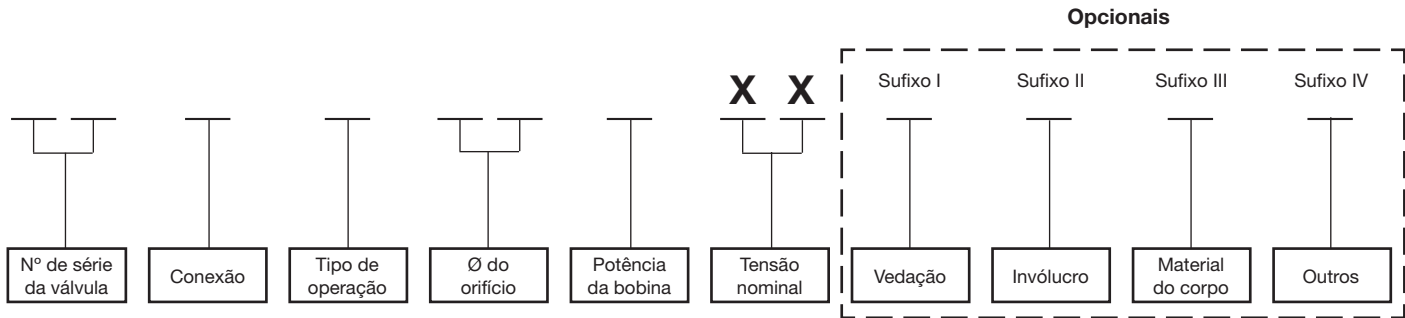 Opcionais
X X
Sufixo I
Sufixo II
Sufixo III
Sufixo IV
Nº de série
da válvula
Conexão
Tipo de
operação
Ø do
orifício
Potência
da bobina
Tensão
nominal
Vedação
Invólucro
Material
do corpo
Outros